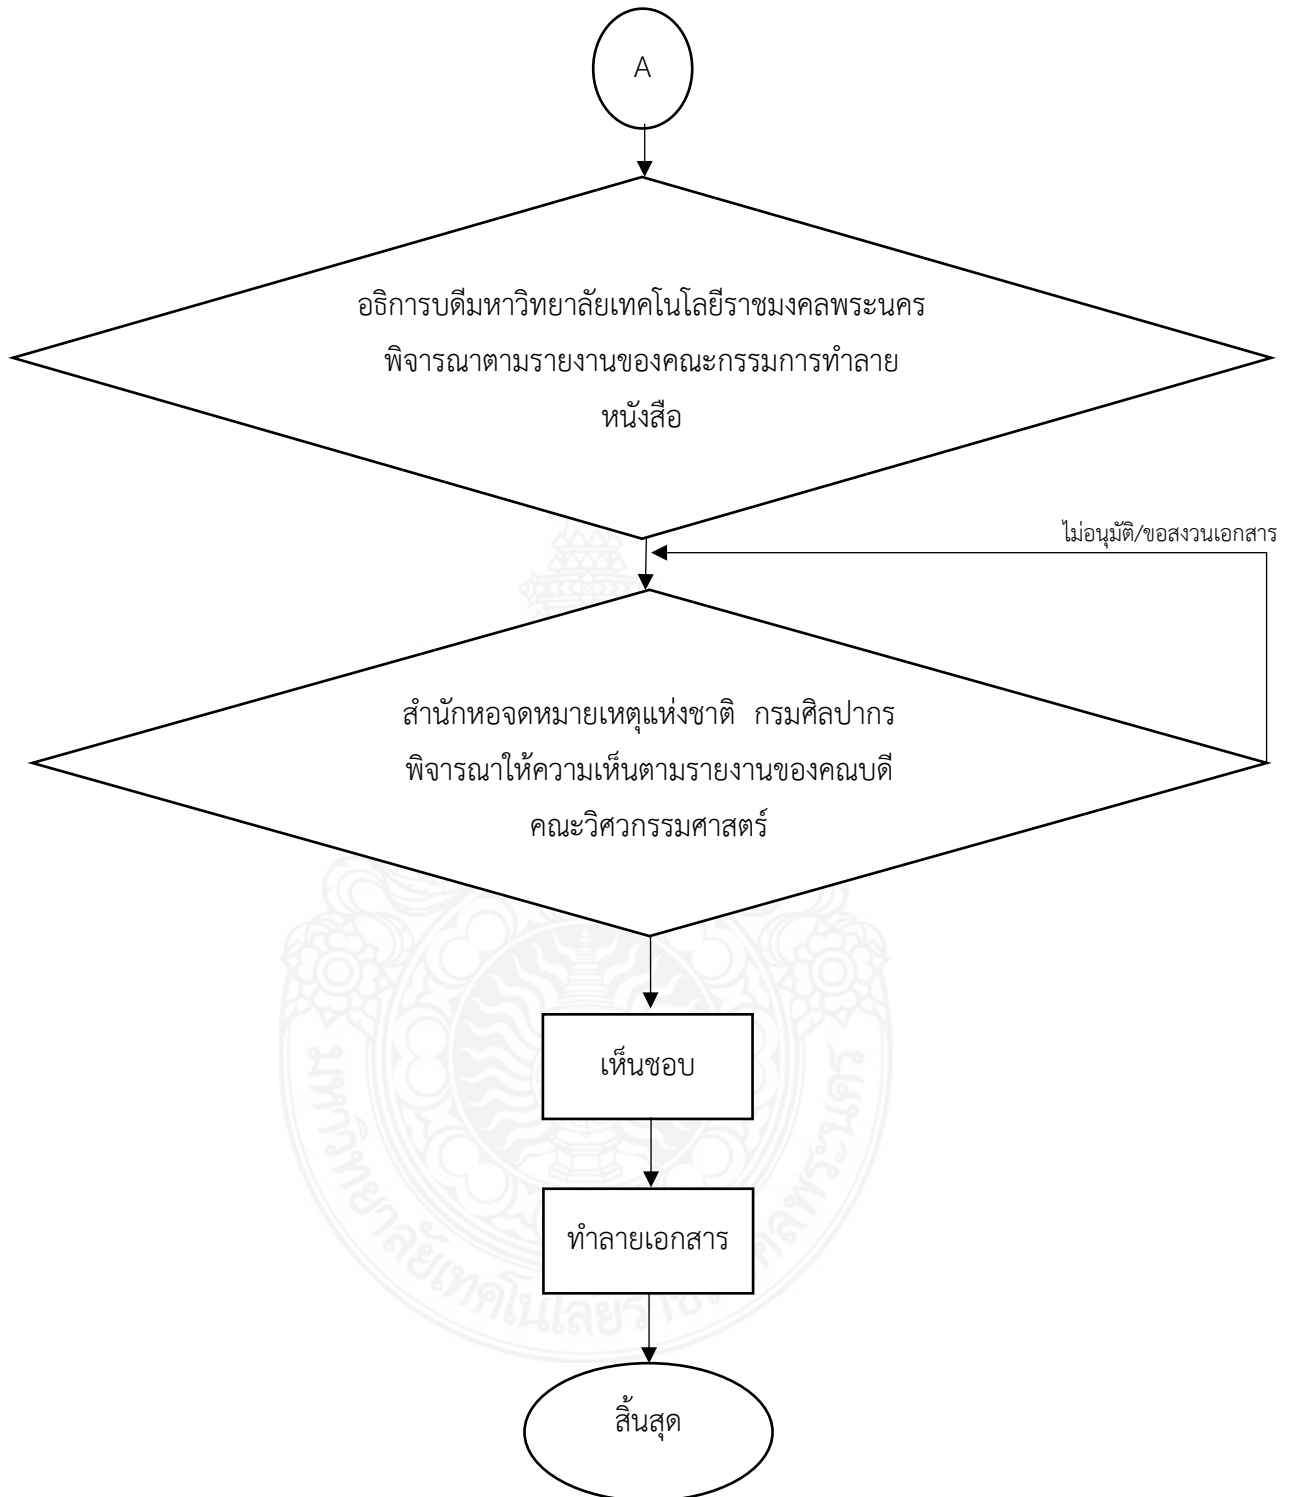 A
อธิการบดีมหาวิทยาลัยเทคโนโลยีราชมงคลพระนคร
พิจารณาตามรายงานของคณะกรรมการทำลาย
หนังสือ
ไม่อนุมัติ/ขอสงวนเอกสาร
สำนักหอจดหมายเหตุแห่งชาติ กรมศิลปากร
พิจารณาให้ความเห็นตามรายงานของคณบดี
คณะวิศวกรรมศาสตร์
เห็นชอบ
ทำลายเอกสาร
สิ้นสุด